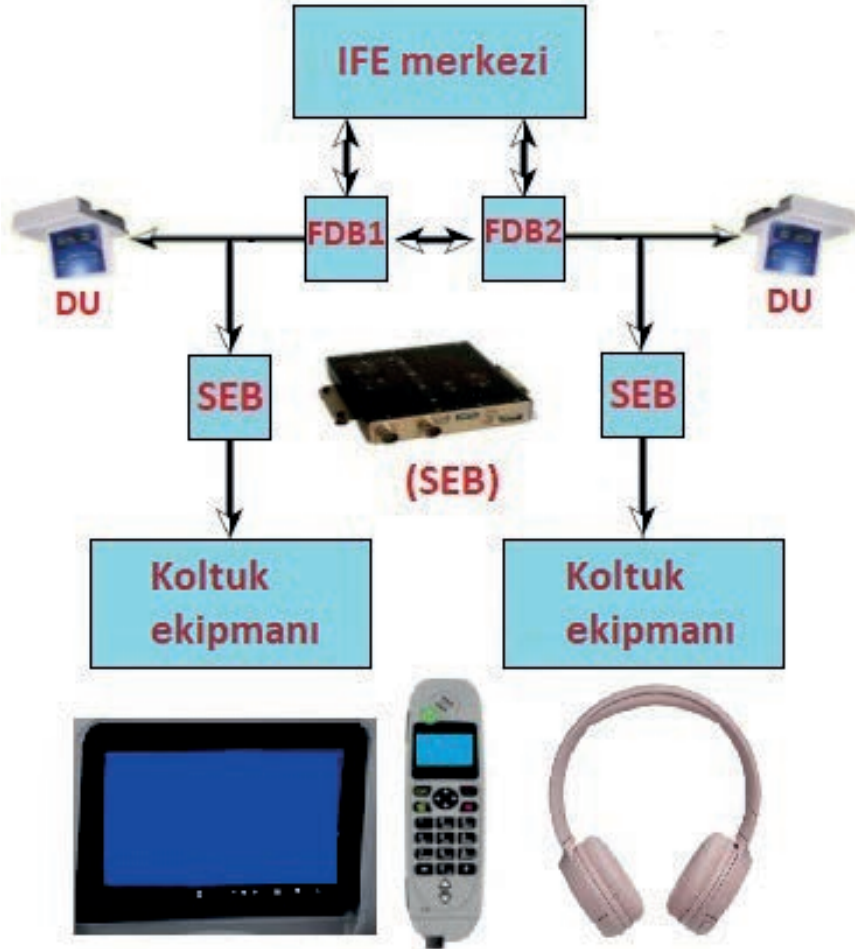 IFE merkezi
FDB1
FDB2
DU
DU
SEB
SEB
(SEB)
Koltuk
ekipmanı
Koltuk
ekipmanı